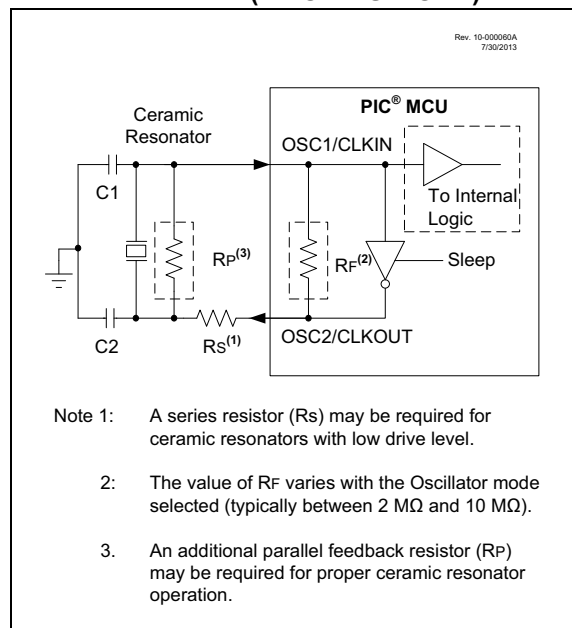 Rev. 10-000060A
7/30/2013
PIC® MCU
Ceramic
Resonator
OSC1/CLKIN
C1
To Internal
Logic
RP(3)
RF(2)
Sleep
C2
RS(1)
OSC2/CLKOUT
Note 1: A series resistor (Rs) may be required for
ceramic resonators with low drive level.
2: The value of RF varies with the Oscillator mode
selected (typically between 2 MΩ and 10 MΩ).
3. An additional parallel feedback resistor (RP)
may be required for proper ceramic resonator
operation.